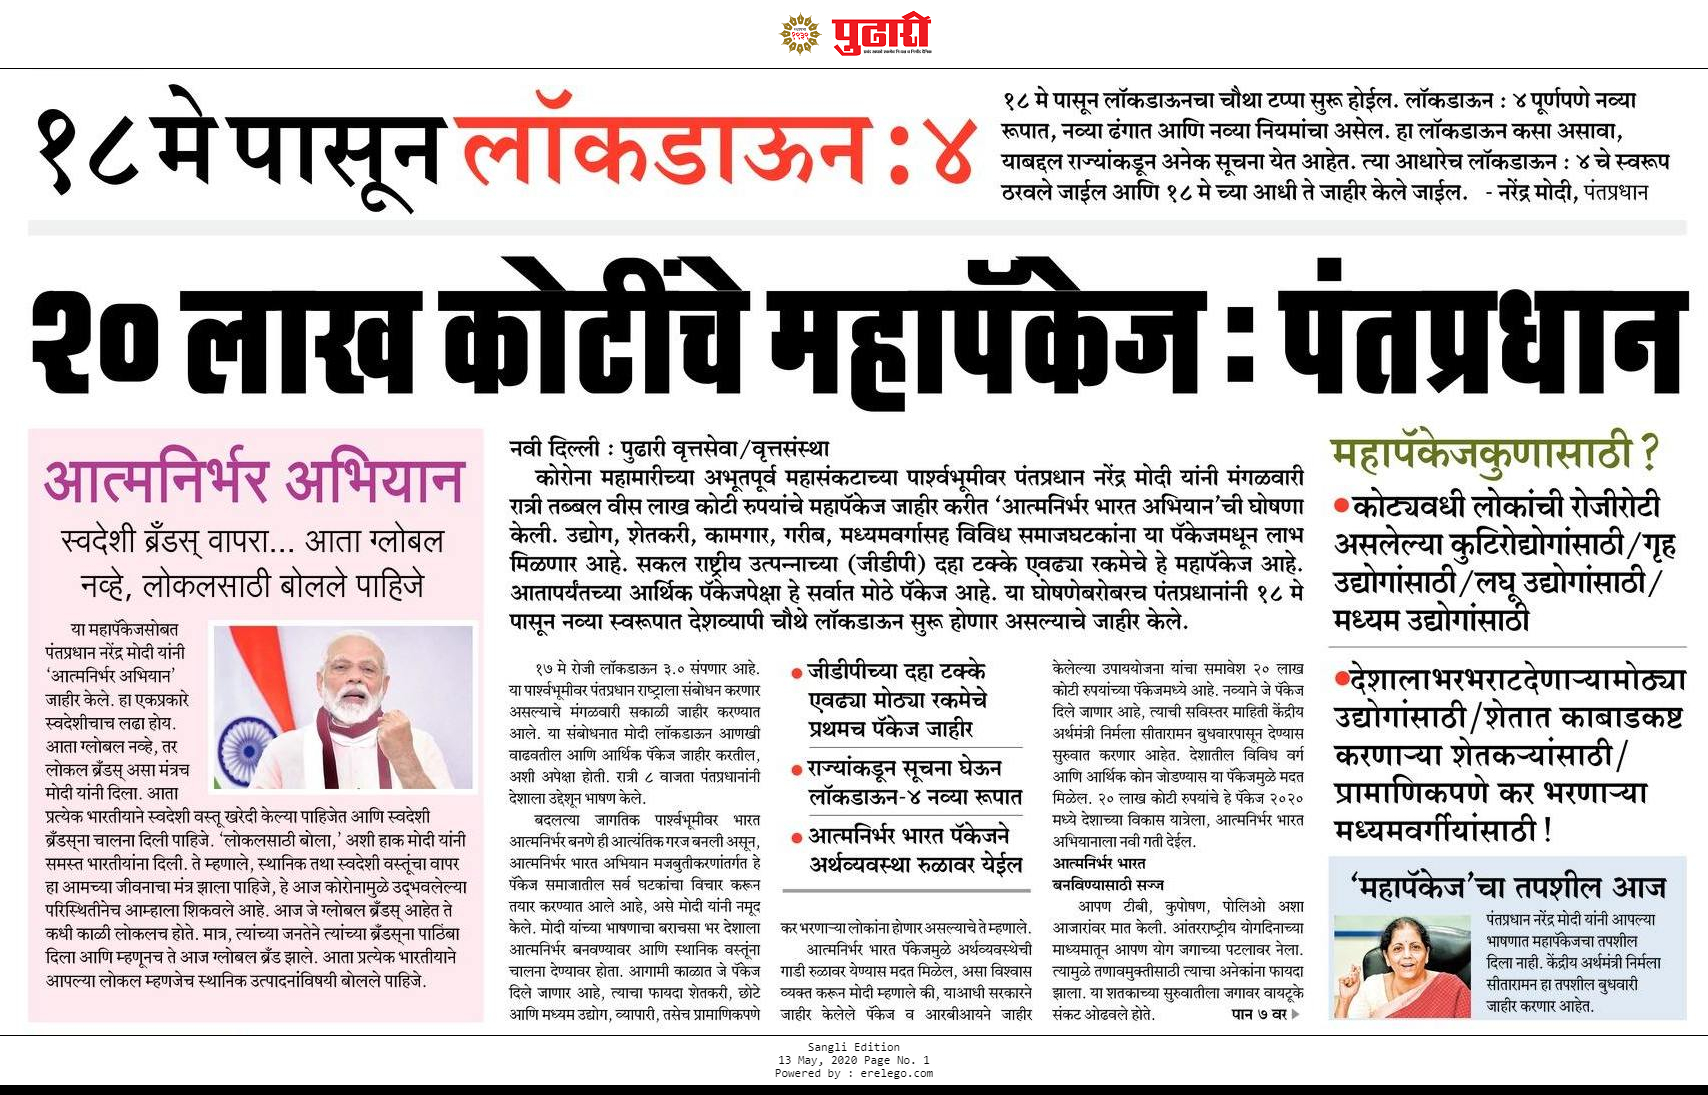 पुढारी
१८ मे पासून लॉकडाऊन : ४
१८ मे पासून लॉकडाऊनचा चौथा टप्पा सुरू होईल. लॉकडाऊन : ४ पूर्णपणे नव्या
रूपात, नव्या ढंगात आणि नव्या नियमांचा असेल. हा लॉकडाऊन कसा असावा,
याबद्दल राज्यांकडून अनेक सूचना येत आहेत. त्या आधारेच लॉकडाऊन : ४ चे स्वरूप
ठरवले जाईल आणि १८ मे च्या आधी ते जाहीर केले जाईल. - नरेंद्र मोदी, पंतप्रधान
२० लाख कोटींचे महापॅकेज : पंतप्रधान
आत्मनिर्भर अभियान
स्वदेशी ब्रँडस् वापरा... आता ग्लोबल
नव्हे, लोकलसाठी बोलले पाहिजे
या महापॅकेजसोबत
पंतप्रधान नरेंद्र मोदी यांनी
‘आत्मनिर्भर अभियान’
जाहीर केले. हा एकप्रकारे
स्वदेशीचाच लढा होय.
आता ग्लोबल नव्हे, तर
लोकल ब्रँडस् असा मंत्रच
मोदी यांनी दिला. आता
प्रत्येक भारतीयाने स्वदेशी वस्तू खरेदी केल्या पाहिजेत आणि स्वदेशी
ब्रँडस्‌ना चालना दिली पाहिजे. ‘लोकलसाठी बोला,’ अशी हाक मोदी यांनी
समस्त भारतीयांना दिली. ते म्हणाले, स्थानिक तथा स्वदेशी वस्तूंचा वापर
हा आमच्या जीवनाचा मंत्र झाला पाहिजे, हे आज कोरोनामुळे उद्‌भवलेल्या
परिस्थितीनेच आम्हाला शिकवले आहे. आज जे ग्लोबल ब्रँडस् आहेत ते
कधी काळी लोकलच होते. मात्र, त्यांच्या जनतेने त्यांच्या ब्रँडस्‌ना पाठिंबा
दिला आणि म्हणूनच ते आज ग्लोबल ब्रँड झाले. आता प्रत्येक भारतीयाने
आपल्या लोकल म्हणजेच स्थानिक उत्पादनांविषयी बोलले पाहिजे.
नवी दिल्ली : पुढारी वृत्तसेवा/वृत्तसंस्था
कोरोना महामारीच्या अभूतपूर्व महासंकटाच्या पार्श्वभूमीवर पंतप्रधान नरेंद्र मोदी यांनी मंगळवारी
रात्री तब्बल वीस लाख कोटी रुपयांचे महापॅकेज जाहीर करीत ‘आत्मनिर्भर भारत अभियान’ची घोषणा
केली. उद्योग, शेतकरी, कामगार, गरीब, मध्यमवर्गासह विविध समाजघटकांना या पॅकेजमधून लाभ
मिळणार आहे. सकल राष्ट्रीय उत्पन्नाच्या (जीडीपी) दहा टक्के एवढ्या रकमेचे हे महापॅकेज आहे.
आतापर्यंतच्या आर्थिक पॅकेजपेक्षा हे सर्वात मोठे पॅकेज आहे. या घोषणेबरोबरच पंतप्रधानांनी १८ मे
पासून नव्या स्वरूपात देशव्यापी चौथे लॉकडाऊन सुरू होणार असल्याचे जाहीर केले.
१७ मे रोजी लॉकडाऊन ३.० संपणार आहे.
या पार्श्वभूमीवर पंतप्रधान राष्ट्राला संबोधन करणार
असल्याचे मंगळवारी सकाळी जाहीर करण्यात
आले. या संबोधनात मोदी लॉकडाऊन आणखी
वाढवतील आणि आर्थिक पॅकेज जाहीर करतील,
अशी अपेक्षा होती. रात्री ८ वाजता पंतप्रधानांनी
देशाला उद्देशून भाषण केले.
बदलत्या जागतिक पार्श्वभूमीवर भारत
आत्मनिर्भर बनणे ही आत्यंतिक गरज बनली असून,
आत्मनिर्भर भारत अभियान मजबुतीकरणांतर्गत हे
पॅकेज समाजातील सर्व घटकांचा विचार करून
तयार करण्यात आले आहे, असे मोदी यांनी नमूद
केले. मोदी यांच्या भाषणाचा बराचसा भर देशाला
आत्मनिर्भर बनवण्यावर आणि स्थानिक वस्तूंना
चालना देण्यावर होता. आगामी काळात जे पॅकेज
दिले जाणार आहे, त्याचा फायदा शेतकरी, छोटे
आणि मध्यम उद्योग, व्यापारी, तसेच प्रामाणिकपणे
● जीडीपीच्या दहा टक्के
एवढ्या मोठ्या रकमेचे
प्रथमच पॅकेज जाहीर
● राज्यांकडून सूचना घेऊन
लॉकडाऊन-४ नव्या रूपात
● आत्मनिर्भर भारत पॅकेजने
अर्थव्यवस्था रुळावर येईल
कर भरणाऱ्या लोकांना होणार असल्याचे ते म्हणाले.
आत्मनिर्भर भारत पॅकेजमुळे अर्थव्यवस्थेची
गाडी रुळावर येण्यास मदत मिळेल, असा विश्वास
व्यक्त करून मोदी म्हणाले की, याआधी सरकारने
जाहीर केलेले पॅकेज व आरबीआयने जाहीर
केलेल्या उपाययोजना यांचा समावेश २० लाख
कोटी रुपयांच्या पॅकेजमध्ये आहे. नव्याने जे पॅकेज
दिले जाणार आहे, त्याची सविस्तर माहिती केंद्रीय
अर्थमंत्री निर्मला सीतारामन बुधवारपासून देण्यास
सुरुवात करणार आहेत. देशातील विविध वर्ग
आणि आर्थिक कोन जोडण्यास या पॅकेजमुळे मदत
मिळेल. २० लाख कोटी रुपयांचे हे पॅकेज २०२०
मध्ये देशाच्या विकास यात्रेला, आत्मनिर्भर भारत
अभियानाला नवी गती देईल.
आत्मनिर्भर भारत
बनविण्यासाठी सज्ज
आपण टीबी, कुपोषण, पोलिओ अशा
आजारांवर मात केली. आंतरराष्ट्रीय योगदिनाच्या
माध्यमातून आपण योग जगाच्या पटलावर नेला.
त्यामुळे तणावमुक्तीसाठी त्याचा अनेकांना फायदा
झाला. या शतकाच्या सुरुवातीला जगावर वायटूके
संकट ओढवले होते. पान ७ वर
महापॅकेजकुणासाठी ?
● कोट्यवधी लोकांची रोजीरोटी
असलेल्या कुटिरोद्योगांसाठी/गृह
उद्योगांसाठी/लघू उद्योगांसाठी/
मध्यम उद्योगांसाठी
●देशालाभरभराटदेणाऱ्यामोठ्या
उद्योगांसाठी/शेतात काबाडकष्ट
करणाऱ्या शेतकऱ्यांसाठी/
प्रामाणिकपणे कर भरणाऱ्या
मध्यमवर्गीयांसाठी !
‘महापॅकेज’चा तपशील आज
पंतप्रधान नरेंद्र मोदी यांनी आपल्या
भाषणात महापॅकेजचा तपशील
दिला नाही. केंद्रीय अर्थमंत्री निर्मला
सीतारामन हा तपशील बुधवारी
जाहीर करणार आहेत.
Sangli Edition
13 May, 2020 Page No. 1
Powered by : erelego.com